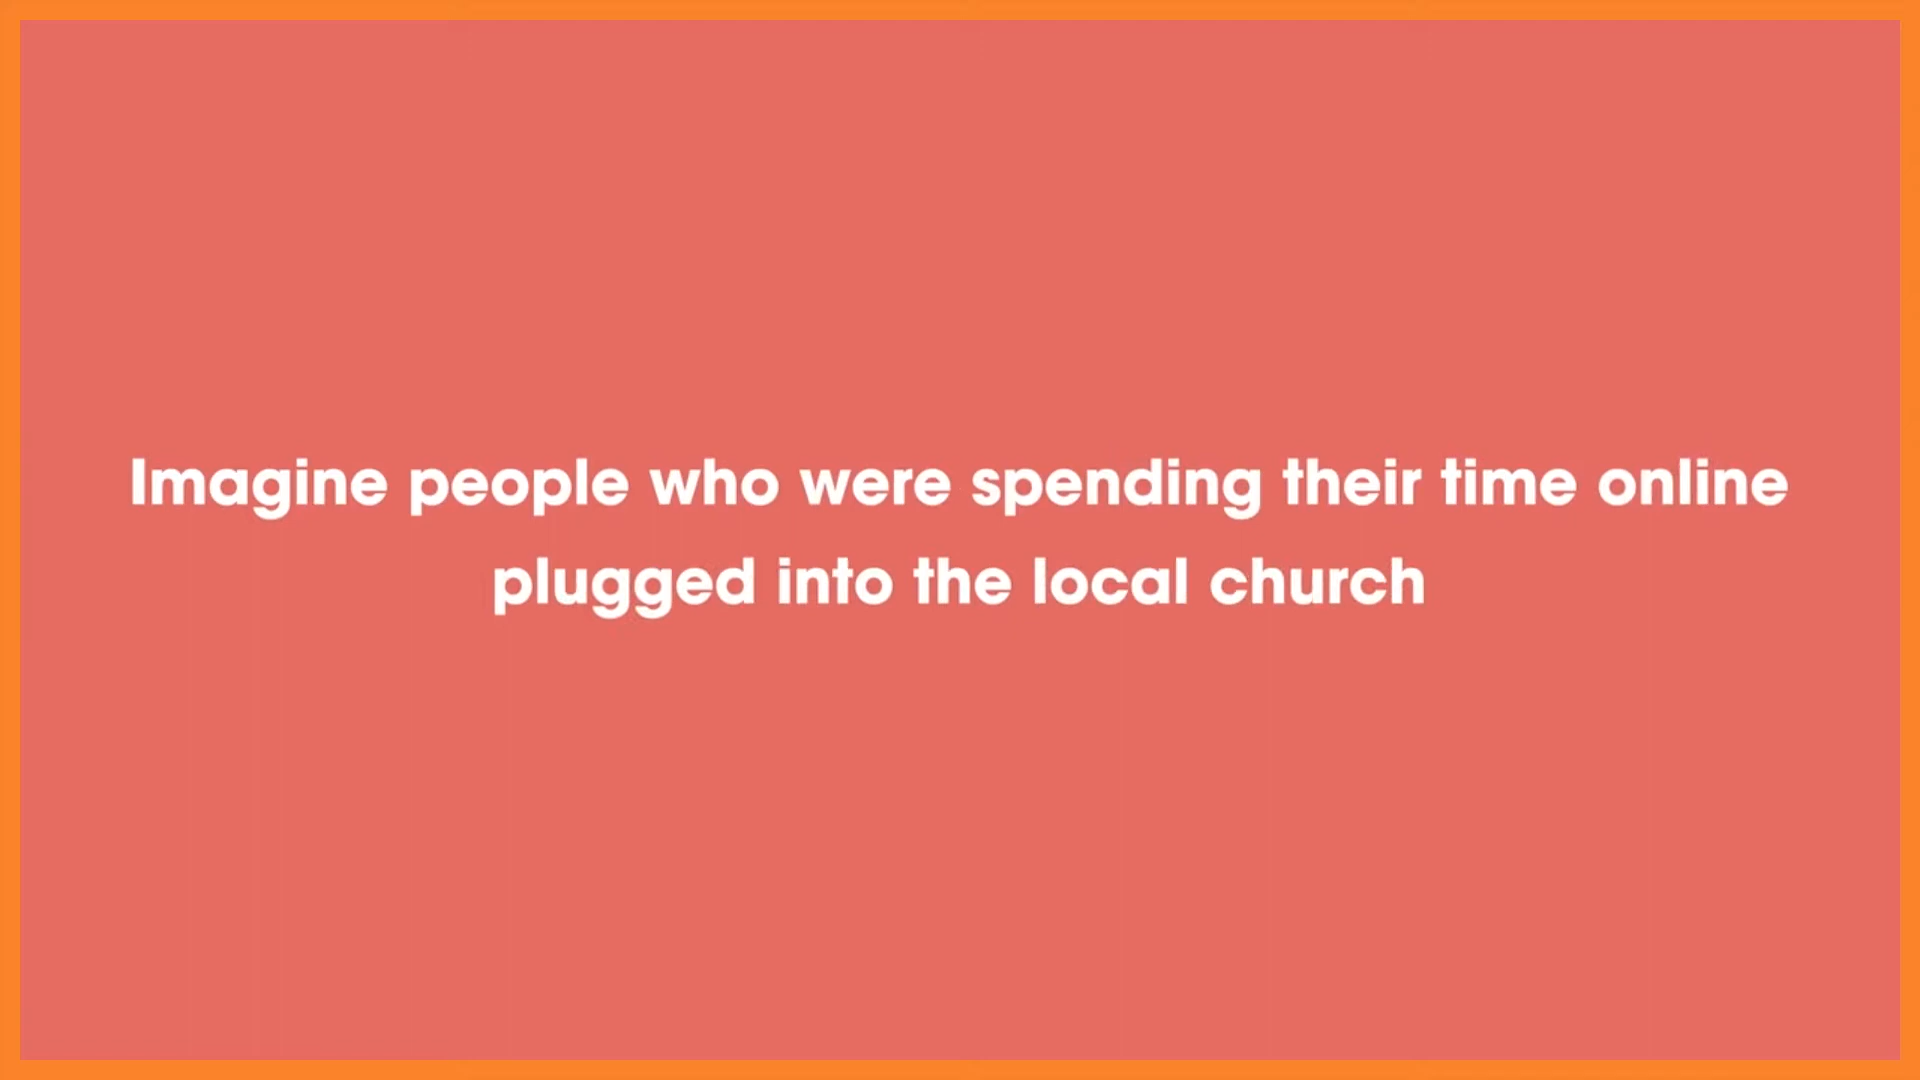 Imagine people who were spending their time online
plugged into the local church